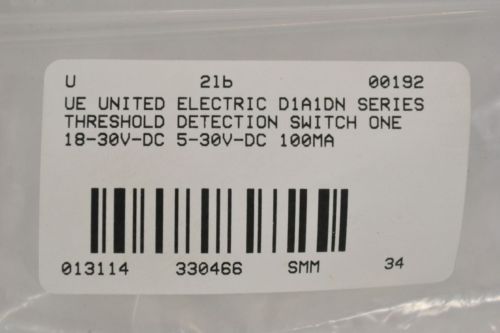 U 2lb 00192
UE UNITED ELECTRIC D1A1DN SERIES
THRESHOLD DETECTION SWITCH ONE
18-30V-DC 5-30V-DC 100MA
013114 330466 SMM 34